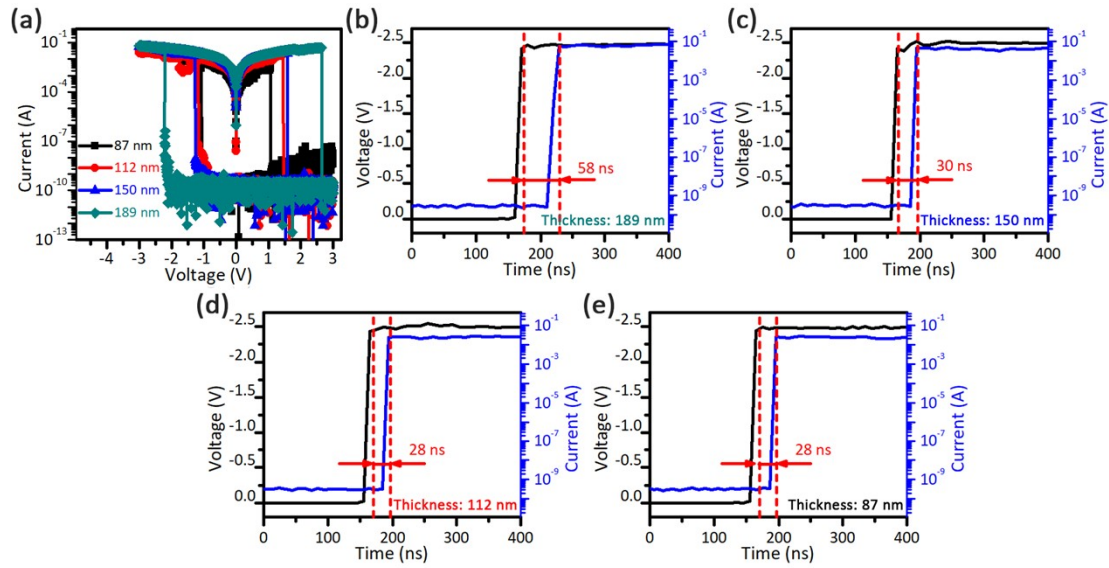 (a)
10⁻¹
10⁻⁴
10⁻⁷
10⁻¹⁰
10⁻¹³
Current (A)
87 nm
112 nm
150 nm
189 nm
-4 -3 -2 -1 0 1 2 3
Voltage (V)
(b)
-2.5
-2.0
-1.5
-1.0
-0.5
0.0
Voltage (V)
58 ns
Thickness: 189 nm
10⁻¹
10⁻³
10⁻⁵
10⁻⁷
10⁻⁹
Current (A)
0 100 200 300 400
Time (ns)
(c)
-2.5
-2.0
-1.5
-1.0
-0.5
0.0
Voltage (V)
30 ns
Thickness: 150 nm
10⁻¹
10⁻³
10⁻⁵
10⁻⁷
10⁻⁹
Current (A)
0 100 200 300 400
Time (ns)
(d)
-2.5
-2.0
-1.5
-1.0
-0.5
0.0
Voltage (V)
28 ns
Thickness: 112 nm
10⁻¹
10⁻³
10⁻⁵
10⁻⁷
10⁻⁹
Current (A)
0 100 200 300 400
Time (ns)
(e)
-2.5
-2.0
-1.5
-1.0
-0.5
0.0
Voltage (V)
28 ns
Thickness: 87 nm
10⁻¹
10⁻³
10⁻⁵
10⁻⁷
10⁻⁹
Current (A)
0 100 200 300 400
Time (ns)